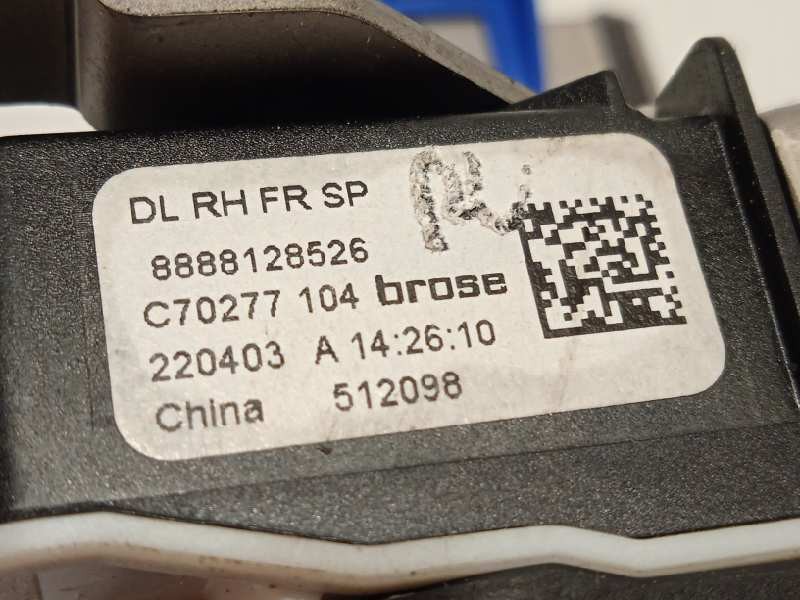 DL RH FR SP
8888128526
C70277 104 brose
220403 A 14:26:10
China 512098